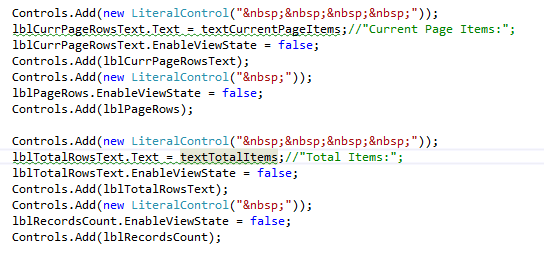 Controls.Add(new LiteralControl("&nbsp;&nbsp;&nbsp;&nbsp;"));
lblCurrPageRowsText.Text = textCurrentPageItems;//"Current Page Items:";
lblCurrPageRowsText.EnableViewState = false;
Controls.Add(lblCurrPageRowsText);
Controls.Add(new LiteralControl("&nbsp;"));
lblPageRows.EnableViewState = false;
Controls.Add(lblPageRows);
Controls.Add(new LiteralControl("&nbsp;&nbsp;&nbsp;&nbsp;"));
lblTotalRowsText.Text = textTotalItems;//"Total Items:";
lblTotalRowsText.EnableViewState = false;
Controls.Add(lblTotalRowsText);
Controls.Add(new LiteralControl("&nbsp;"));
lblRecordsCount.EnableViewState = false;
Controls.Add(lblRecordsCount);